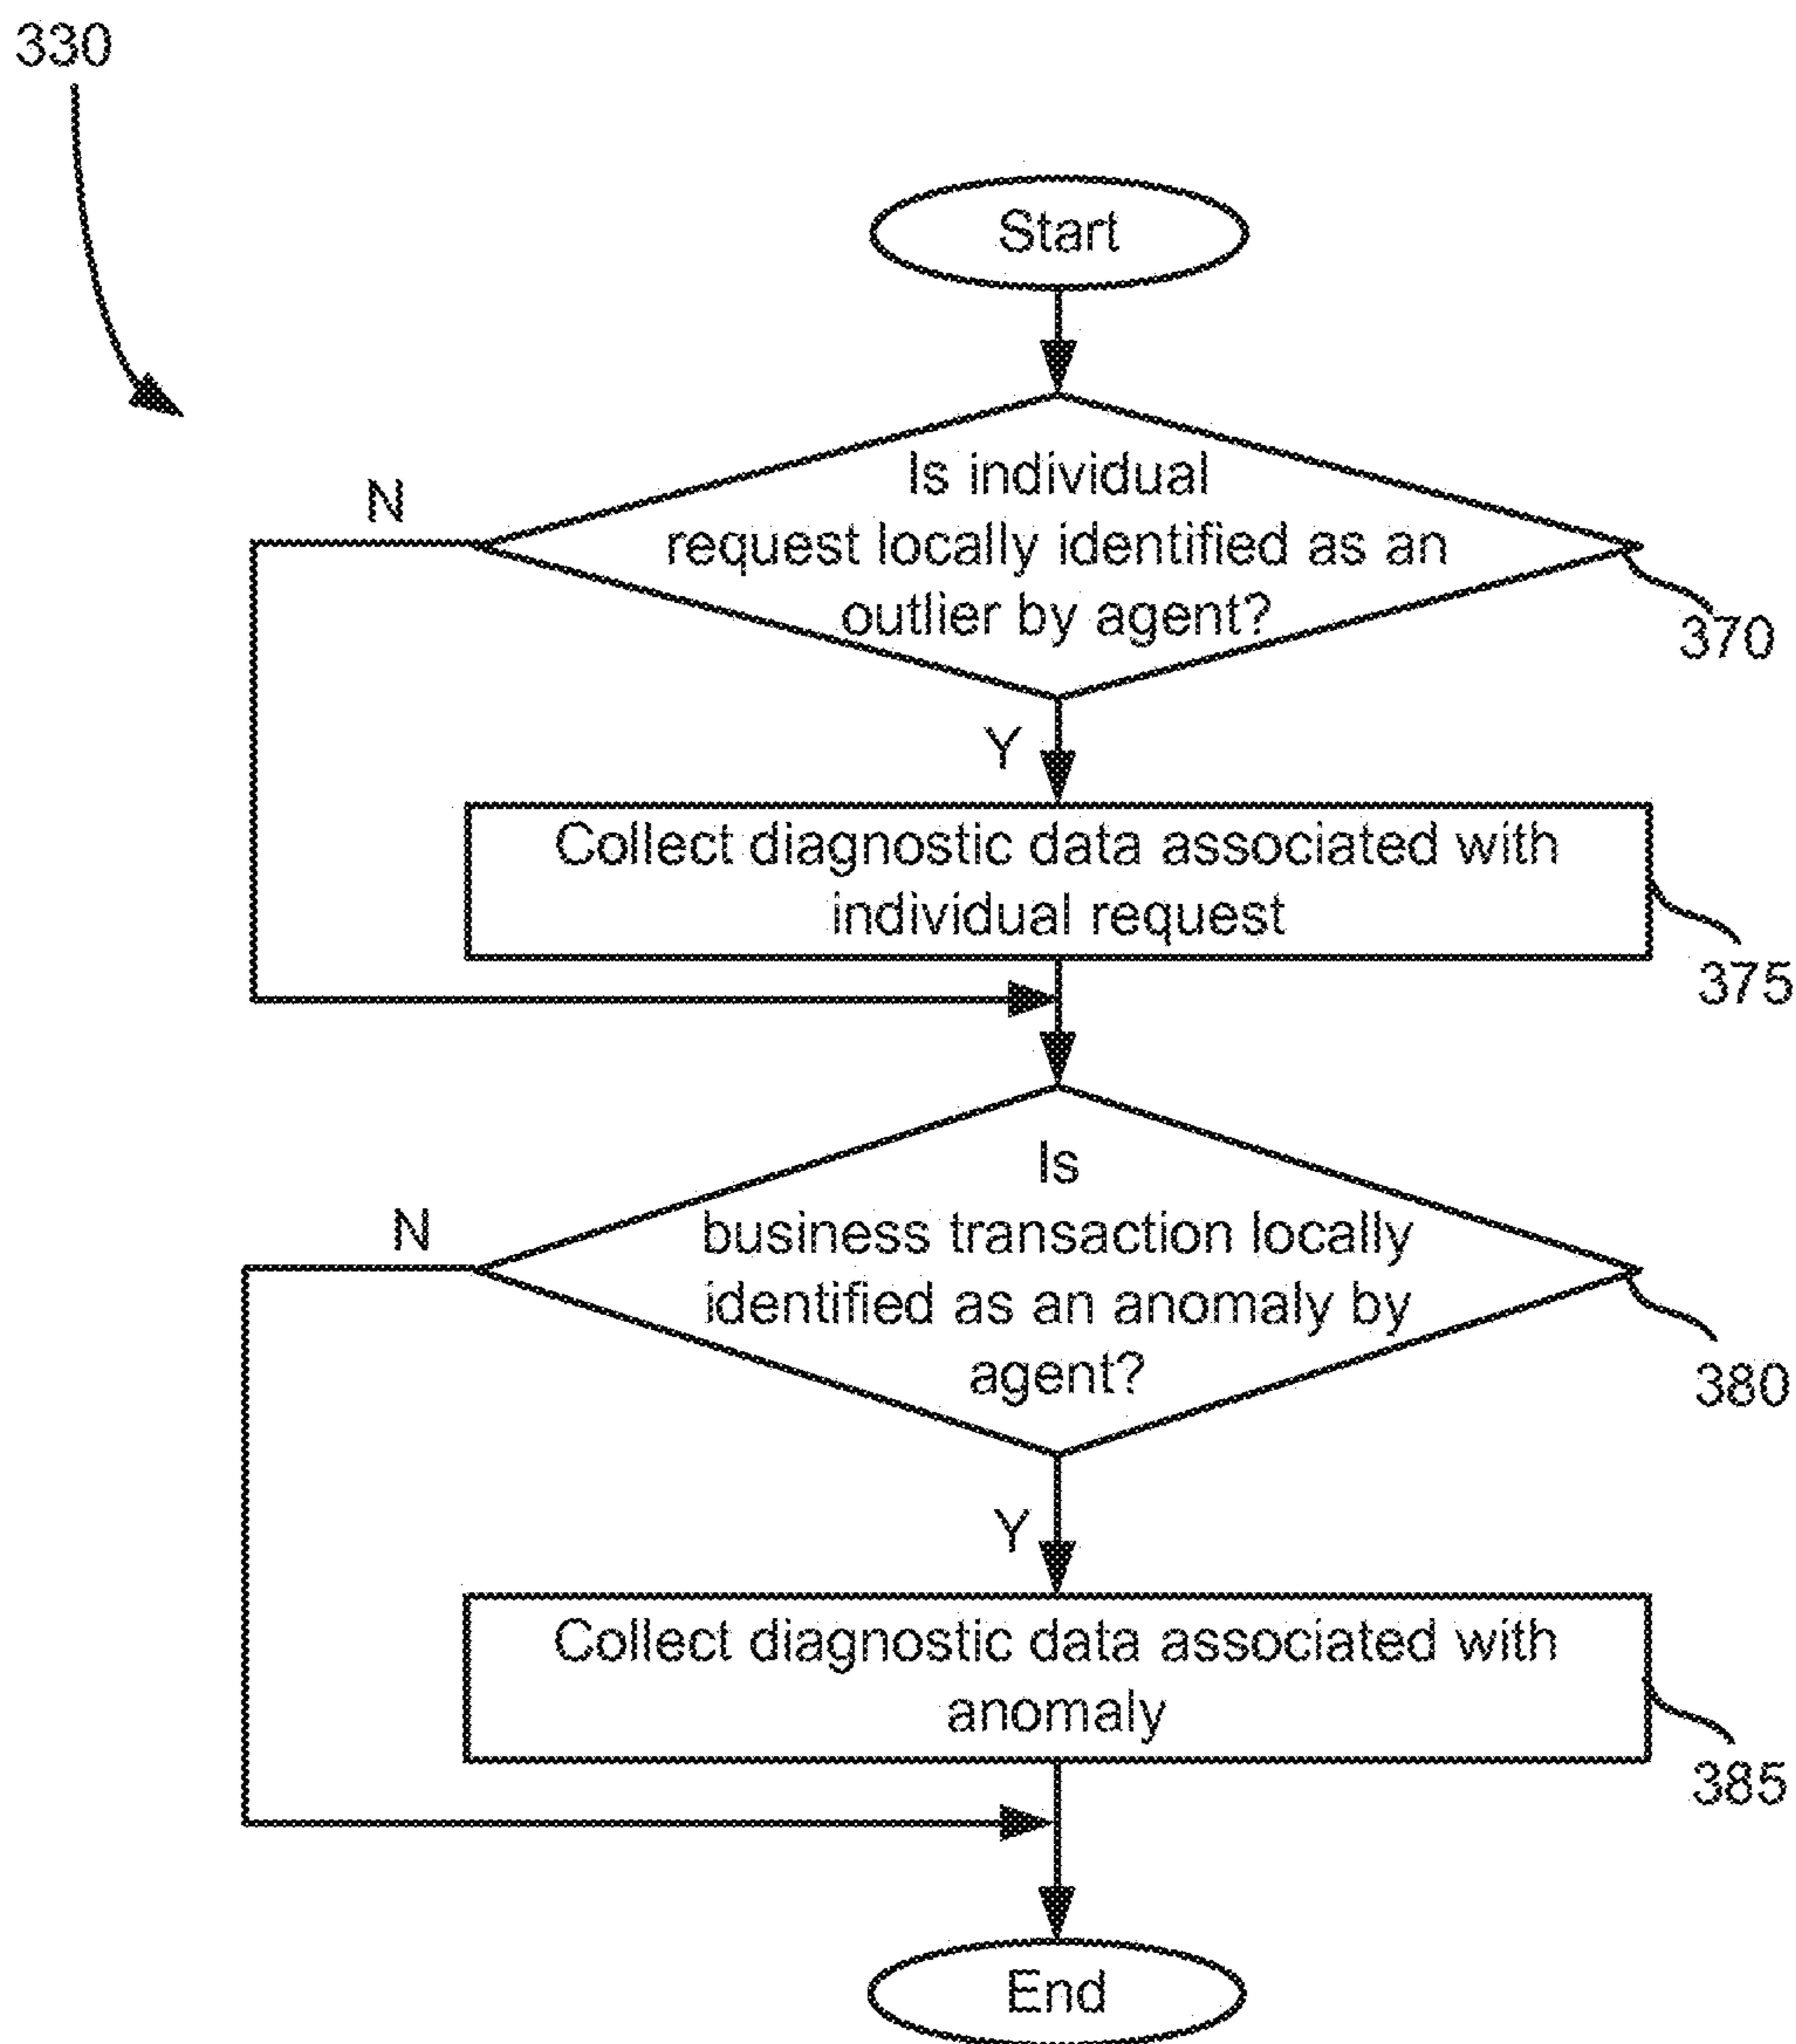 330
Start
Is individual
request locally identified as an
outlier by agent?
N
370
Y
Collect diagnostic data associated with
individual request
375
Is
business transaction locally
identified as an anomaly by
agent?
N
380
Y
Collect diagnostic data associated with
anomaly
385
End